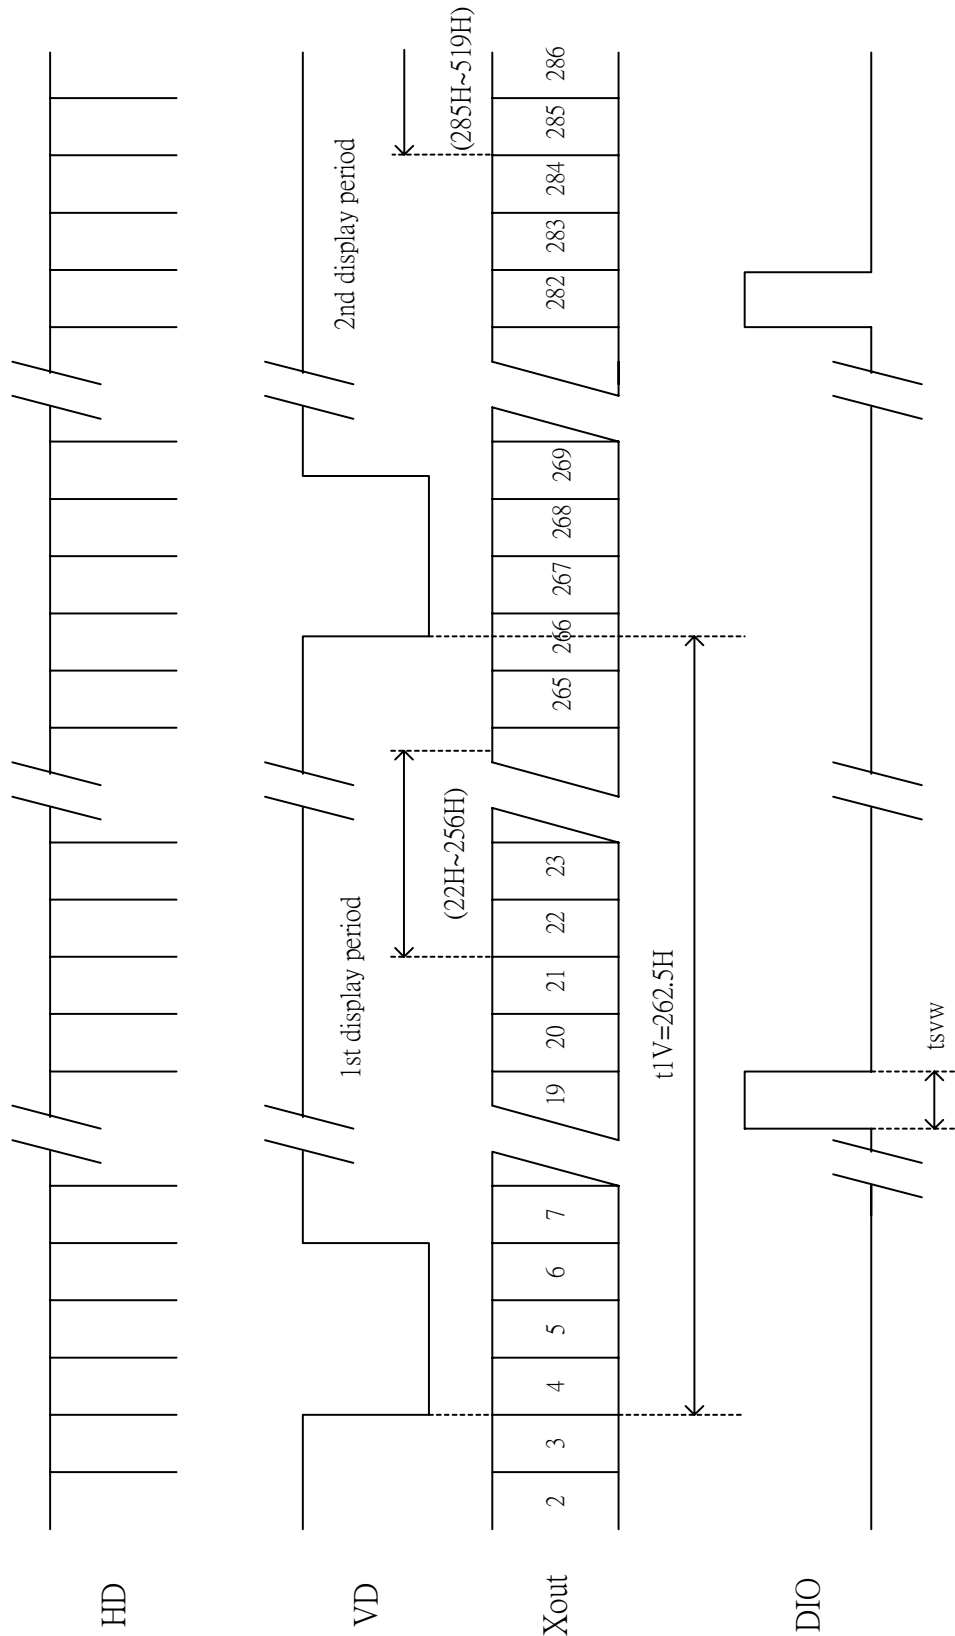 HD
VD
1st display period
2nd display period
(22H~256H)
(285H~519H)
Xout
2 3 4 5 6 7 19 20 21 22 23 265 266 267 268 269 282 283 284 285 286
t1V=262.5H
DIO
tsvw